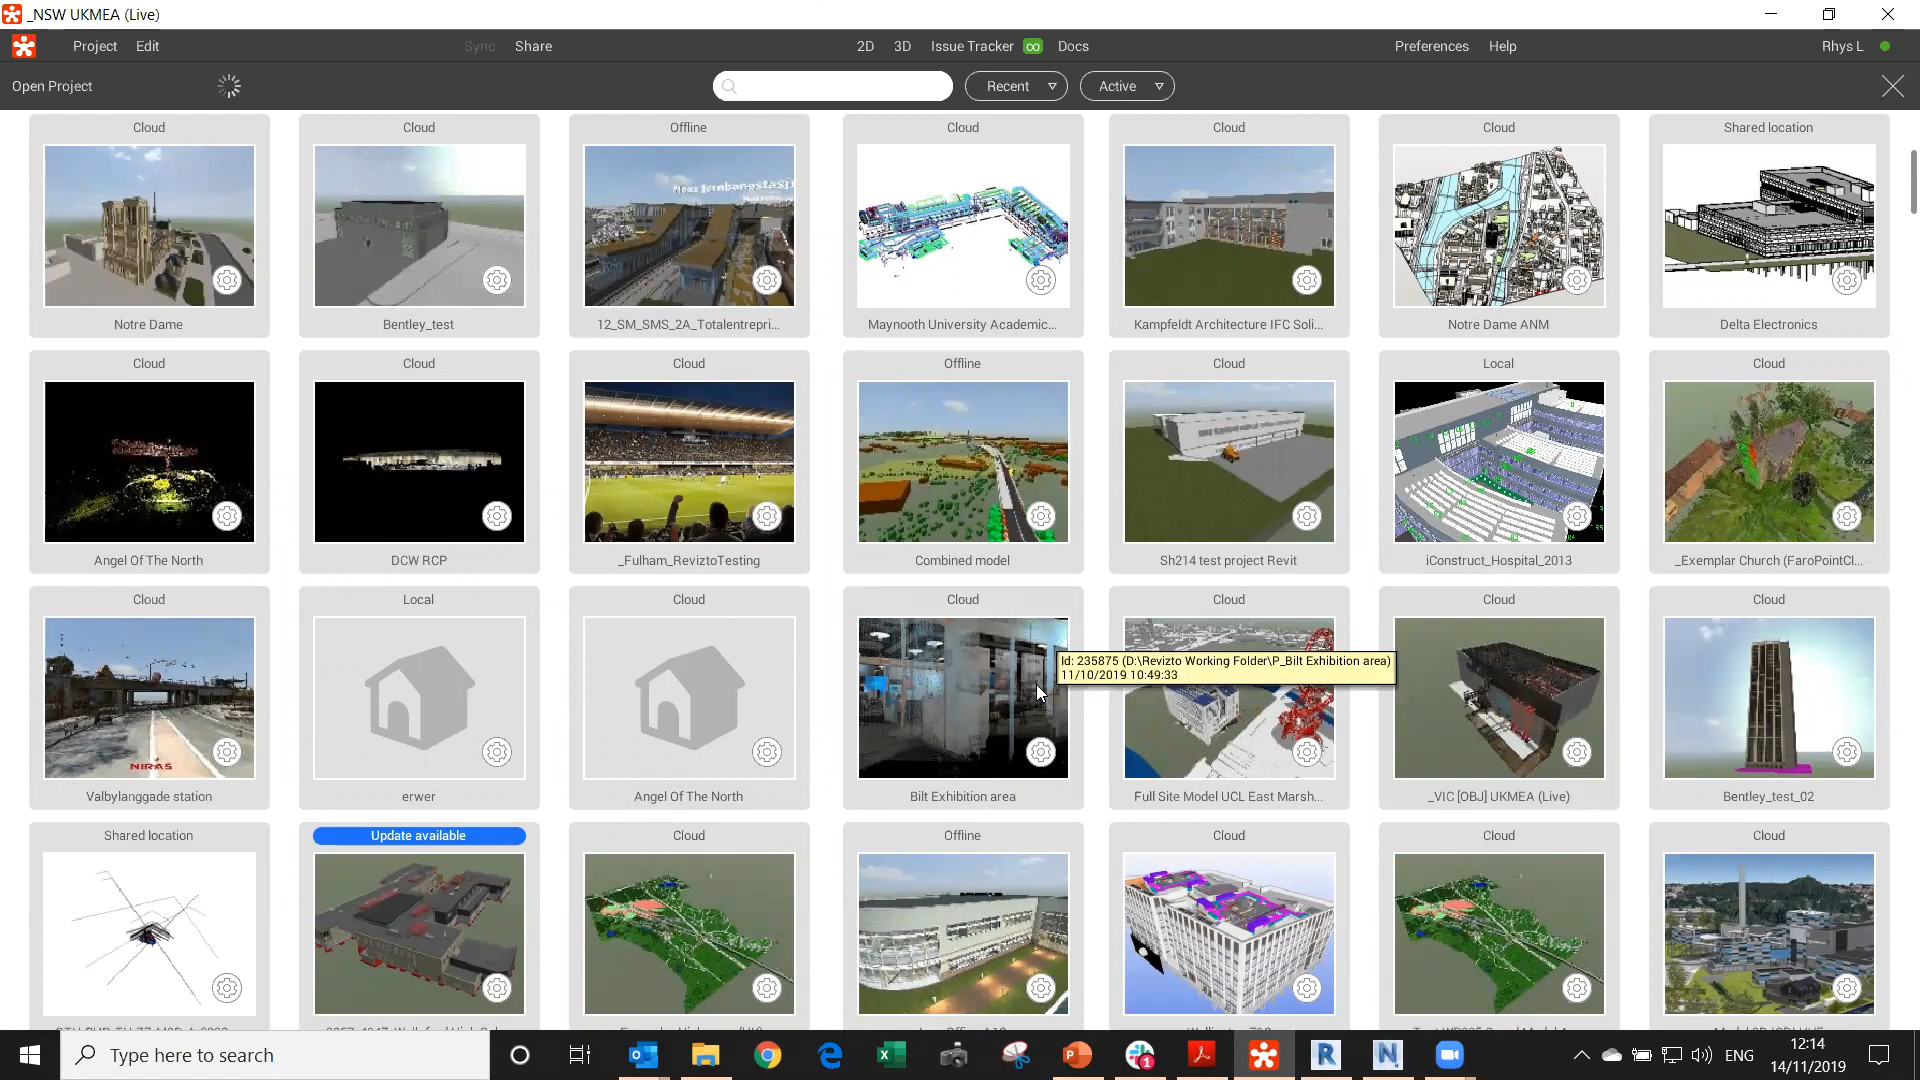 _NSW UKMEA (Live)
Project Edit Sync Share 2D 3D Issue Tracker Docs Preferences Help Rhys L
Open Project Recent Active
Cloud Cloud Offline Cloud Cloud Cloud Shared location
Notre Dame Bentley_test 12_SM_SMS_2A_Totalentrepri... Maynooth University Academic... Kampfeldt Architecture IFC Soli... Notre Dame ANM Delta Electronics
Cloud Cloud Cloud Offline Cloud Local Cloud
Angel Of The North DCW RCP _Fulham_ReviztoTesting Combined model Sh214 test project Revit iConstruct_Hospital_2013 _Exemplar Church (FaroPointCl...
Cloud Local Cloud Cloud Cloud Cloud Cloud
Id: 235875 (D:\Revizto Working Folder\P_Bilt Exhibition area)
11/10/2019 10:49:33
NIRAS
Valbylanggade station erwer Angel Of The North Bilt Exhibition area Full Site Model UCL East Marsh... _VIC [OBJ] UKMEA (Live) Bentley_test_02
Shared location Update available Cloud Offline Cloud Cloud Cloud
Type here to search
1
ENG
12:14
14/11/2019